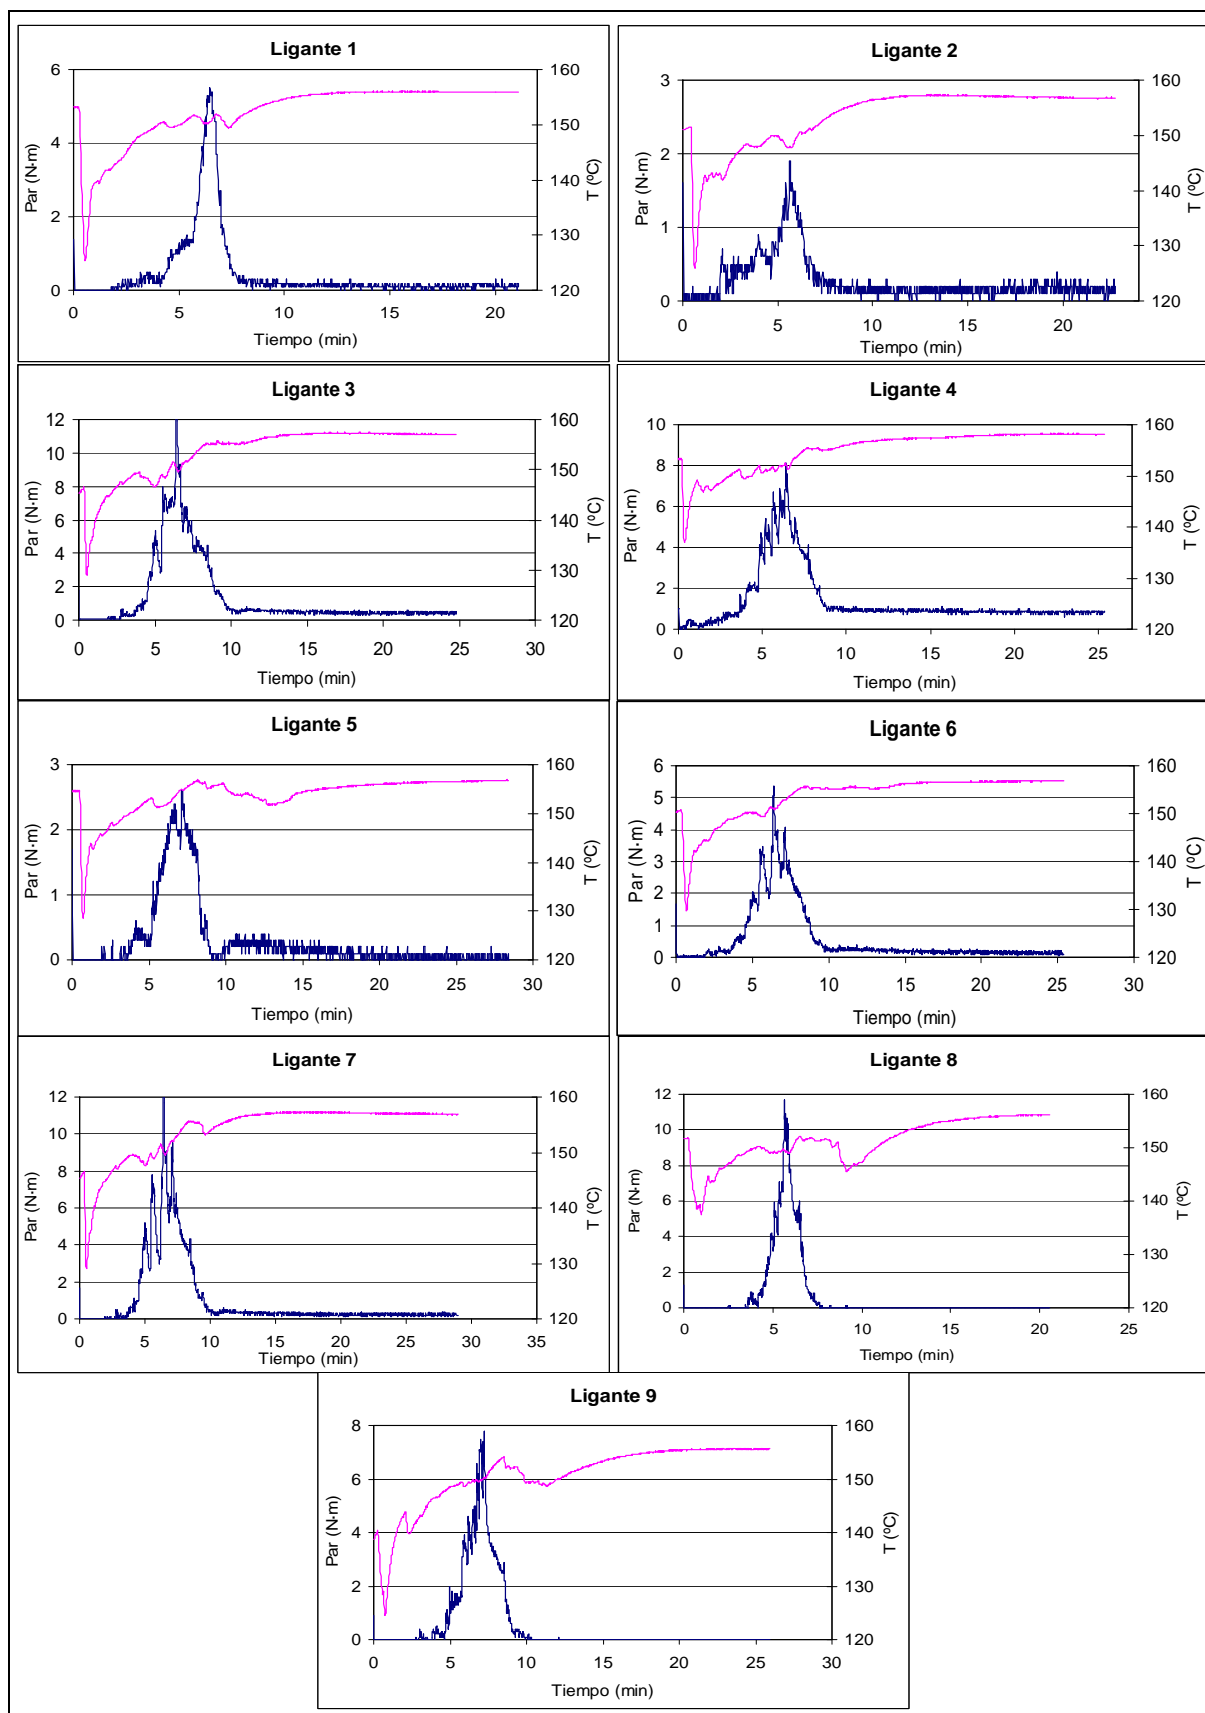 Ligante 1
6
4
2
0
Par (N·m)
160
150
140
130
120
T (ºC)
0 5 10 15 20
Tiempo (min)
Ligante 2
3
2
1
0
Par (N·m)
160
150
140
130
120
T (ºC)
0 5 10 15 20
Tiempo (min)
Ligante 3
12
10
8
6
4
2
0
Par (N·m)
160
150
140
130
120
T (ºC)
0 5 10 15 20 25 30
Tiempo (min)
Ligante 4
10
8
6
4
2
0
Par (N·m)
160
150
140
130
120
T (ºC)
0 5 10 15 20 25
Tiempo (min)
Ligante 5
3
2
1
0
Par (N·m)
160
150
140
130
120
T (ºC)
0 5 10 15 20 25 30
Tiempo (min)
Ligante 6
6
5
4
3
2
1
0
Par (N·m)
160
150
140
130
120
T (ºC)
0 5 10 15 20 25 30
Tiempo (min)
Ligante 7
12
10
8
6
4
2
0
Par (N·m)
160
150
140
130
120
T (ºC)
0 5 10 15 20 25 30 35
Tiempo (min)
Ligante 8
12
10
8
6
4
2
0
Par (N·m)
160
150
140
130
120
T (ºC)
0 5 10 15 20 25
Tiempo (min)
Ligante 9
8
6
4
2
0
Par (N·m)
160
150
140
130
120
T (ºC)
0 5 10 15 20 25 30
Tiempo (min)